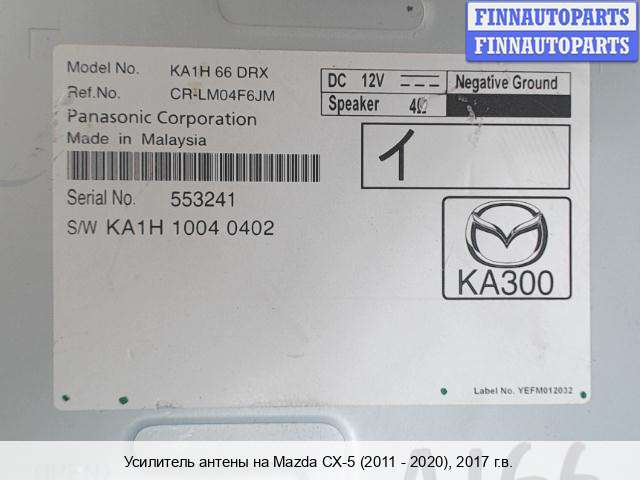 FINNAUTOPARTS
FINNAUTOPARTS
Model No. KA1H 66 DRX
Ref.No. CR-LM04F6JM
Panasonic Corporation
Made in Malaysia
Serial No. 553241
S/W KA1H 1004 0402
DC 12V
Negative Ground
Speaker 4Ω
イ
KA300
Label No. YEFM012032
Усилитель антены на Mazda CX-5 (2011 - 2020), 2017 г.в.